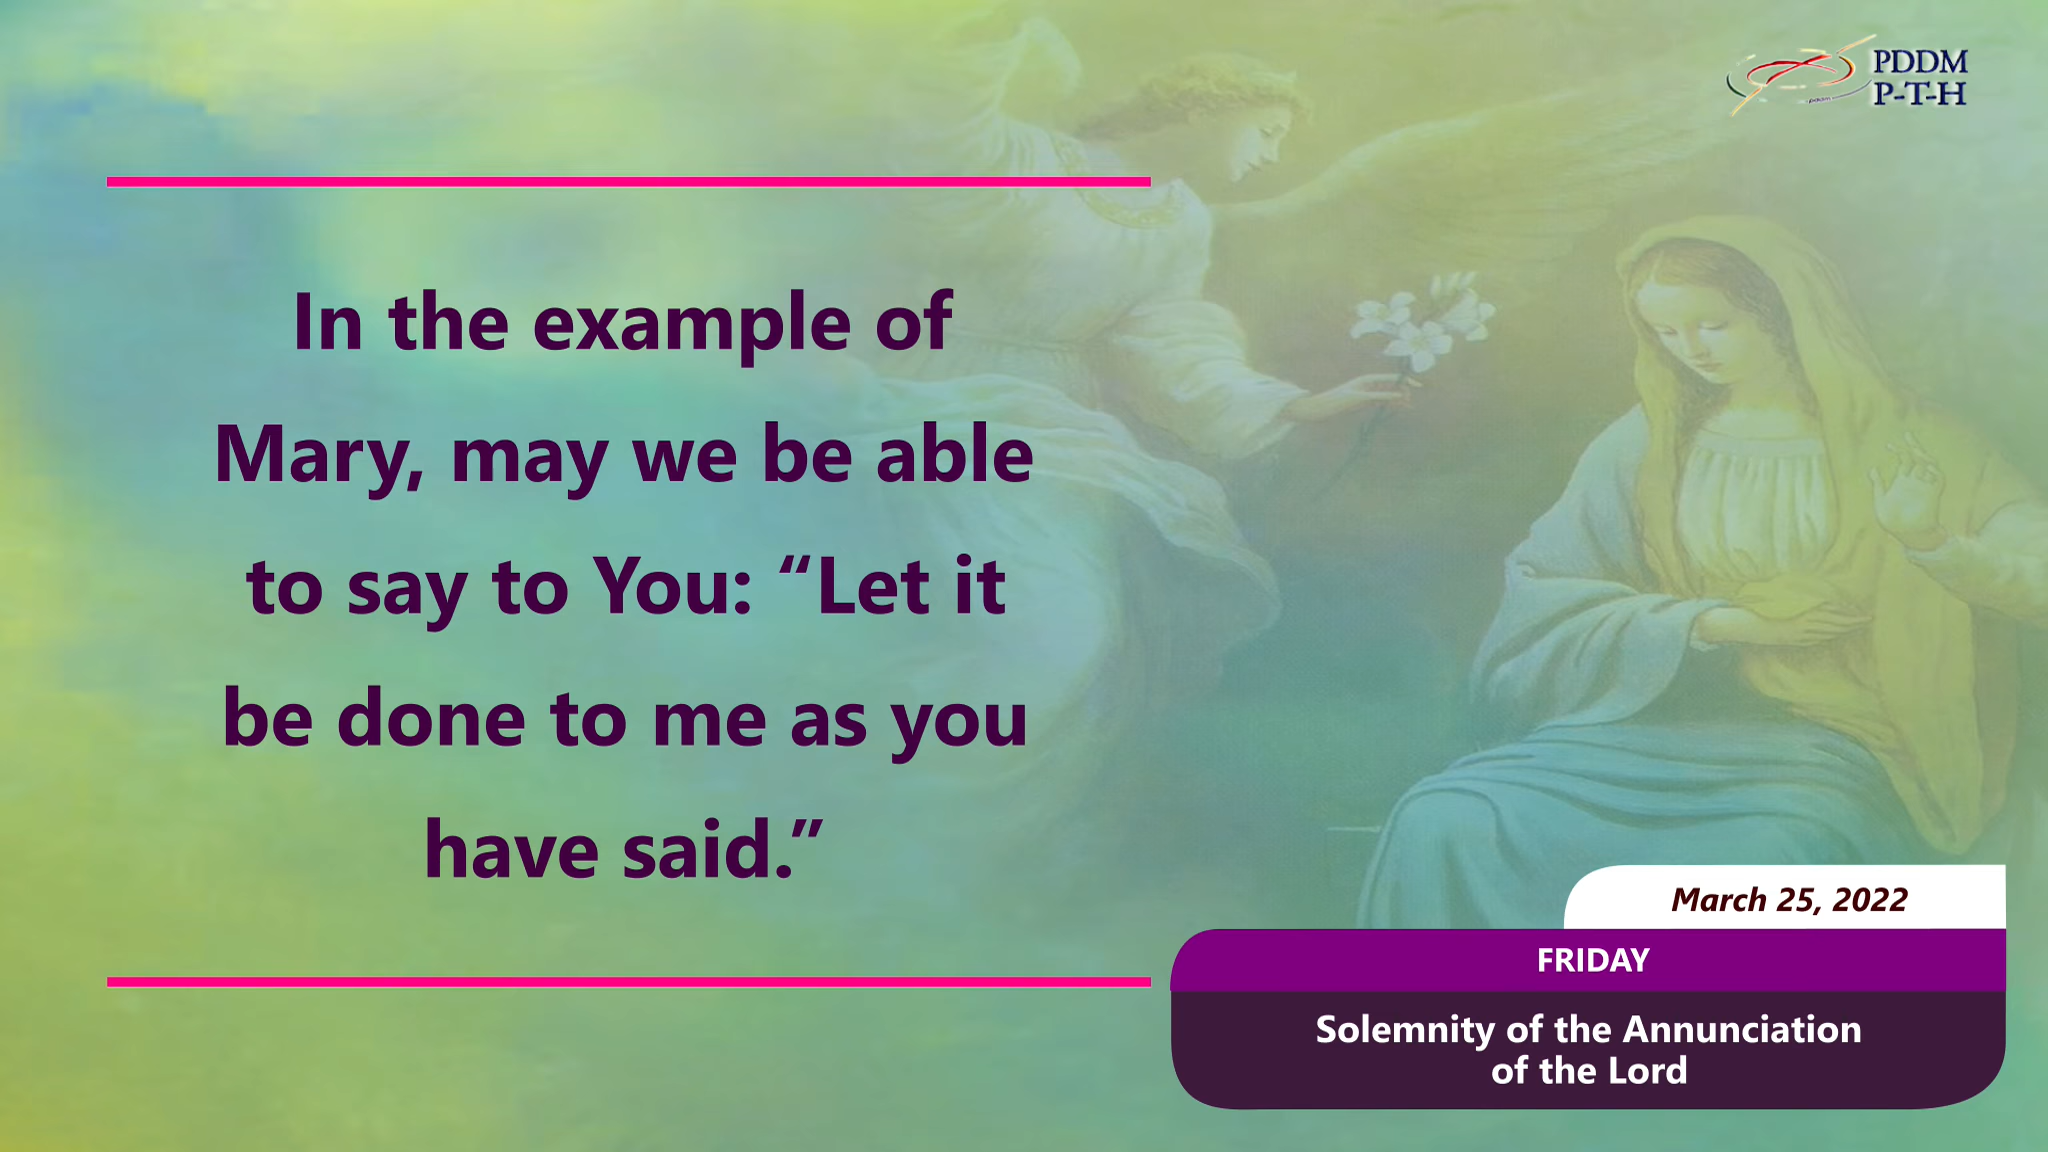 PDDM
P-T-H
pddm
In the example of
Mary, may we be able
to say to You: “Let it
be done to me as you
have said.”
March 25, 2022
FRIDAY
Solemnity of the Annunciation
of the Lord